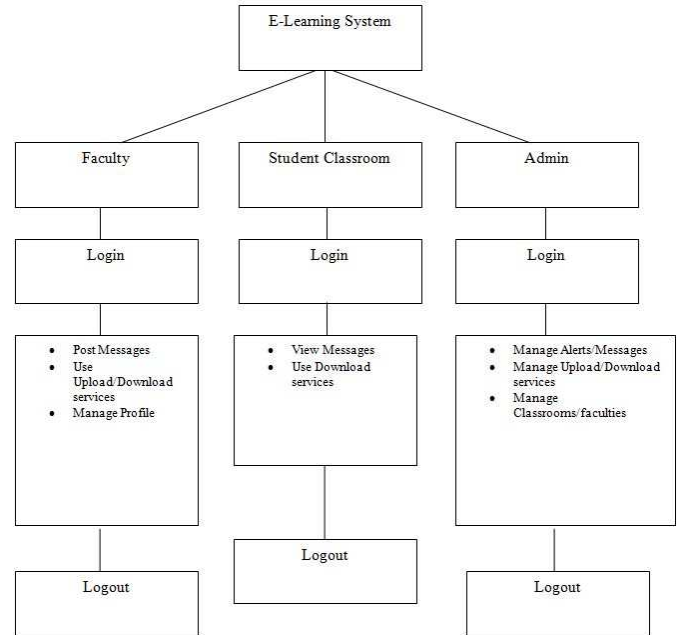 E-Learning System
Faculty
Student Classroom
Admin
Login
Login
Login
• Post Messages
• Use
Upload/Download
services
• Manage Profile
• View Messages
• Use Download
services
• Manage Alerts/Messages
• Manage Upload/Download
services
• Manage
Classrooms/faculties
Logout
Logout
Logout